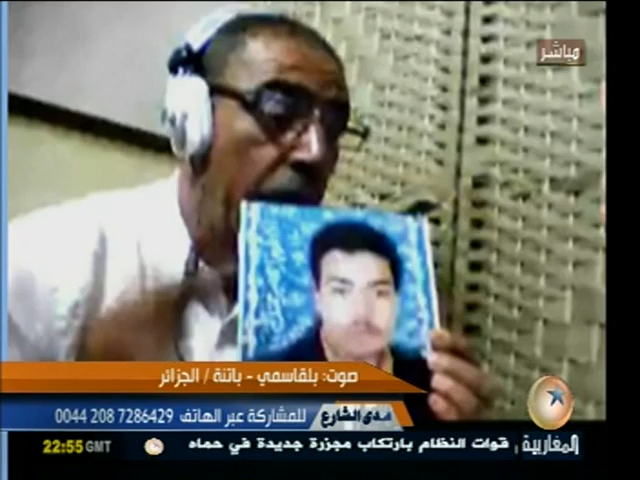 مباشر
صوت: بلقاسمي - باتنة / الجزائر
صدى الشارع للمشاركة عبر الهاتف 0044 208 7286429
المغاربية قوات النظام بارتكاب مجزرة جديدة في حماه 22:55 GMT